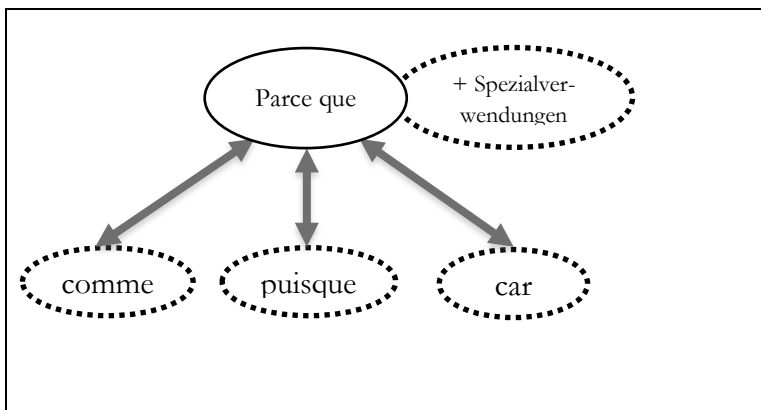 Parce que
+ Spezialver-
wendungen
comme
puisque
car